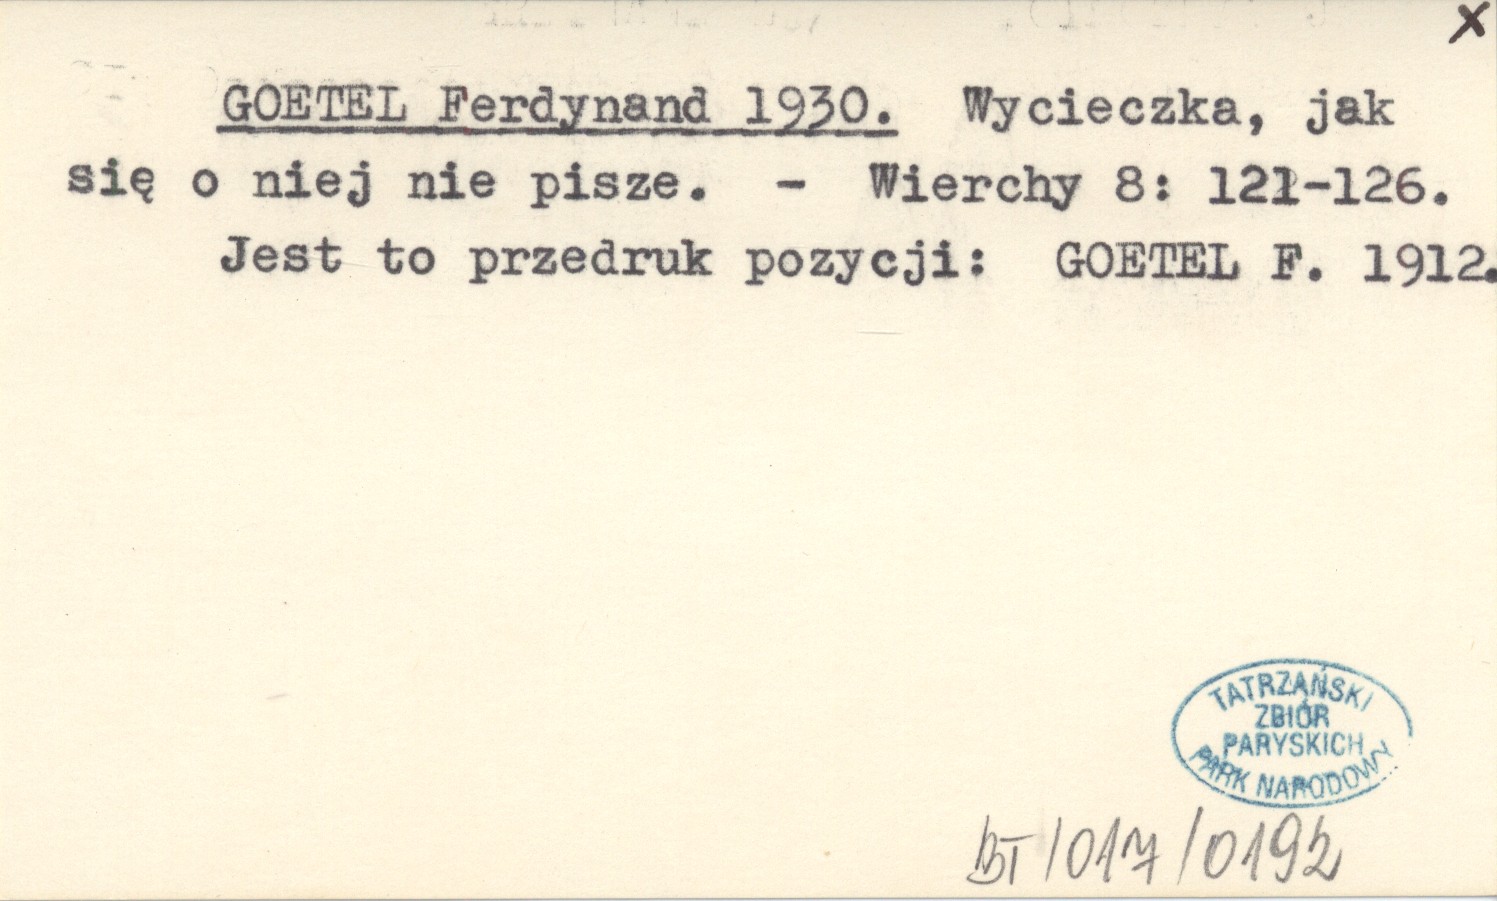 x
GOETEL Ferdynand 1930. Wycieczka, jak
się o niej nie pisze. - Wierchy 8: 121-126.
Jest to przedruk pozycji: GOETEL F. 1912.
TATRZAŃSKI
ZBIÓR
PARYSKICH
PARK NARODOWY
BT/017/0192